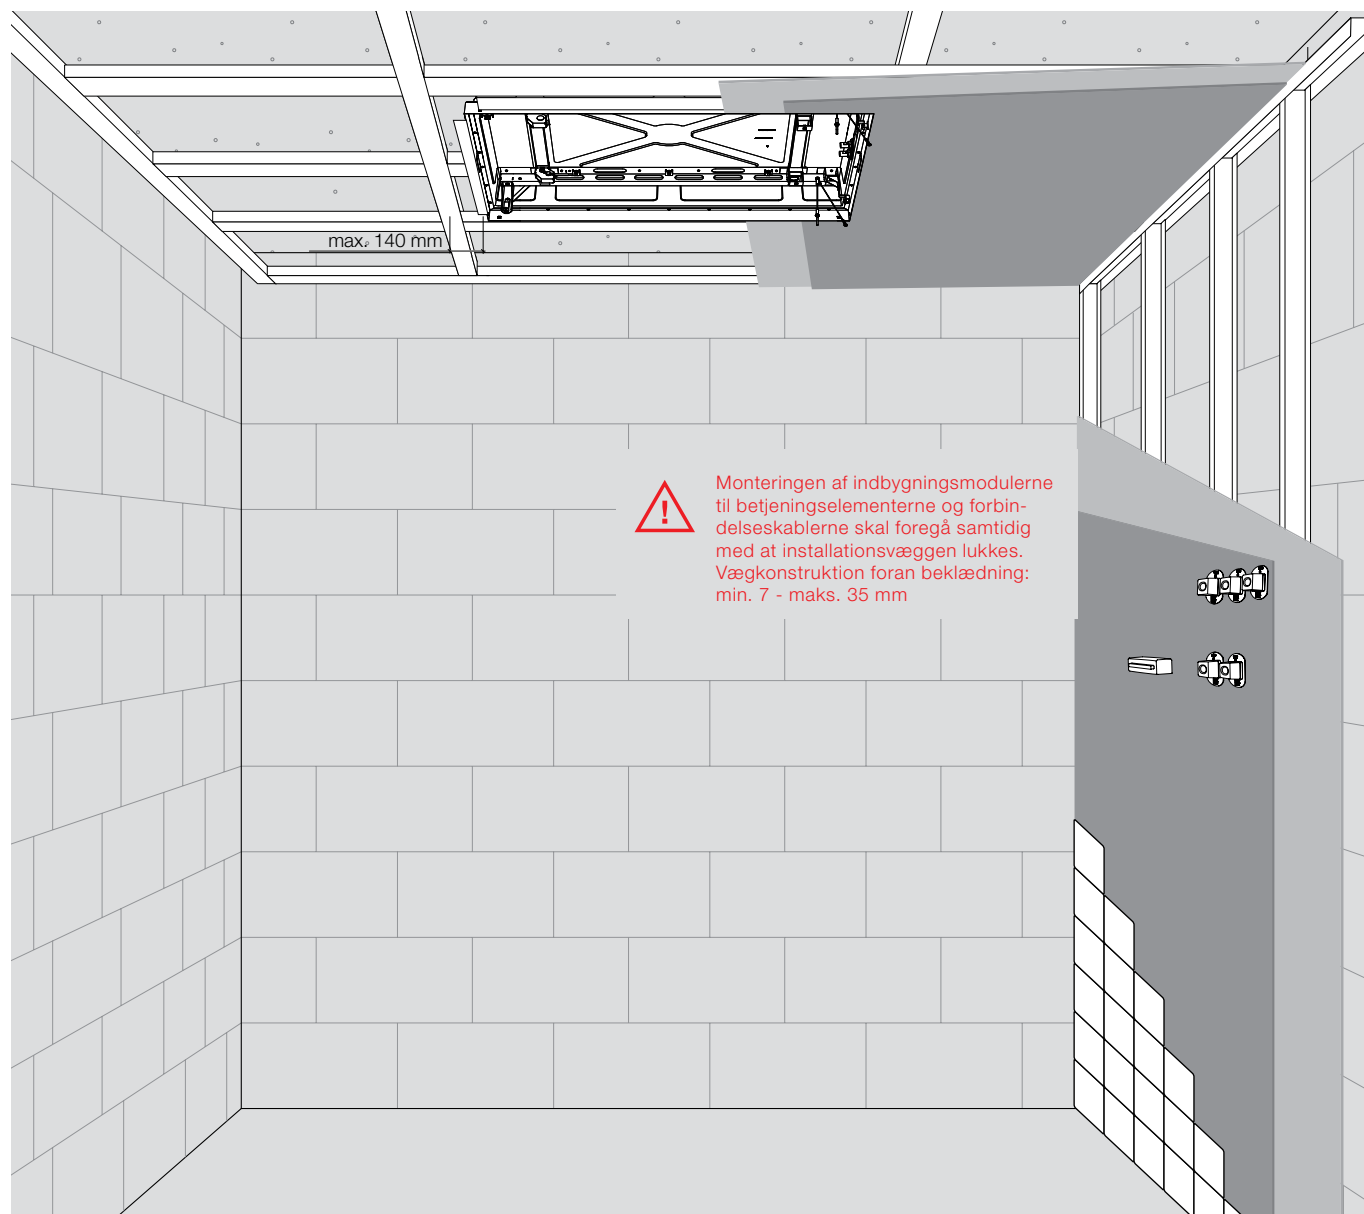 max. 140 mm
Monteringen af indbygningsmodulerne
til betjeningselementerne og forbin-
delseskablerne skal foregå samtidig
med at installationsvæggen lukkes.
Vægkonstruktion foran beklædning:
min. 7 - maks. 35 mm